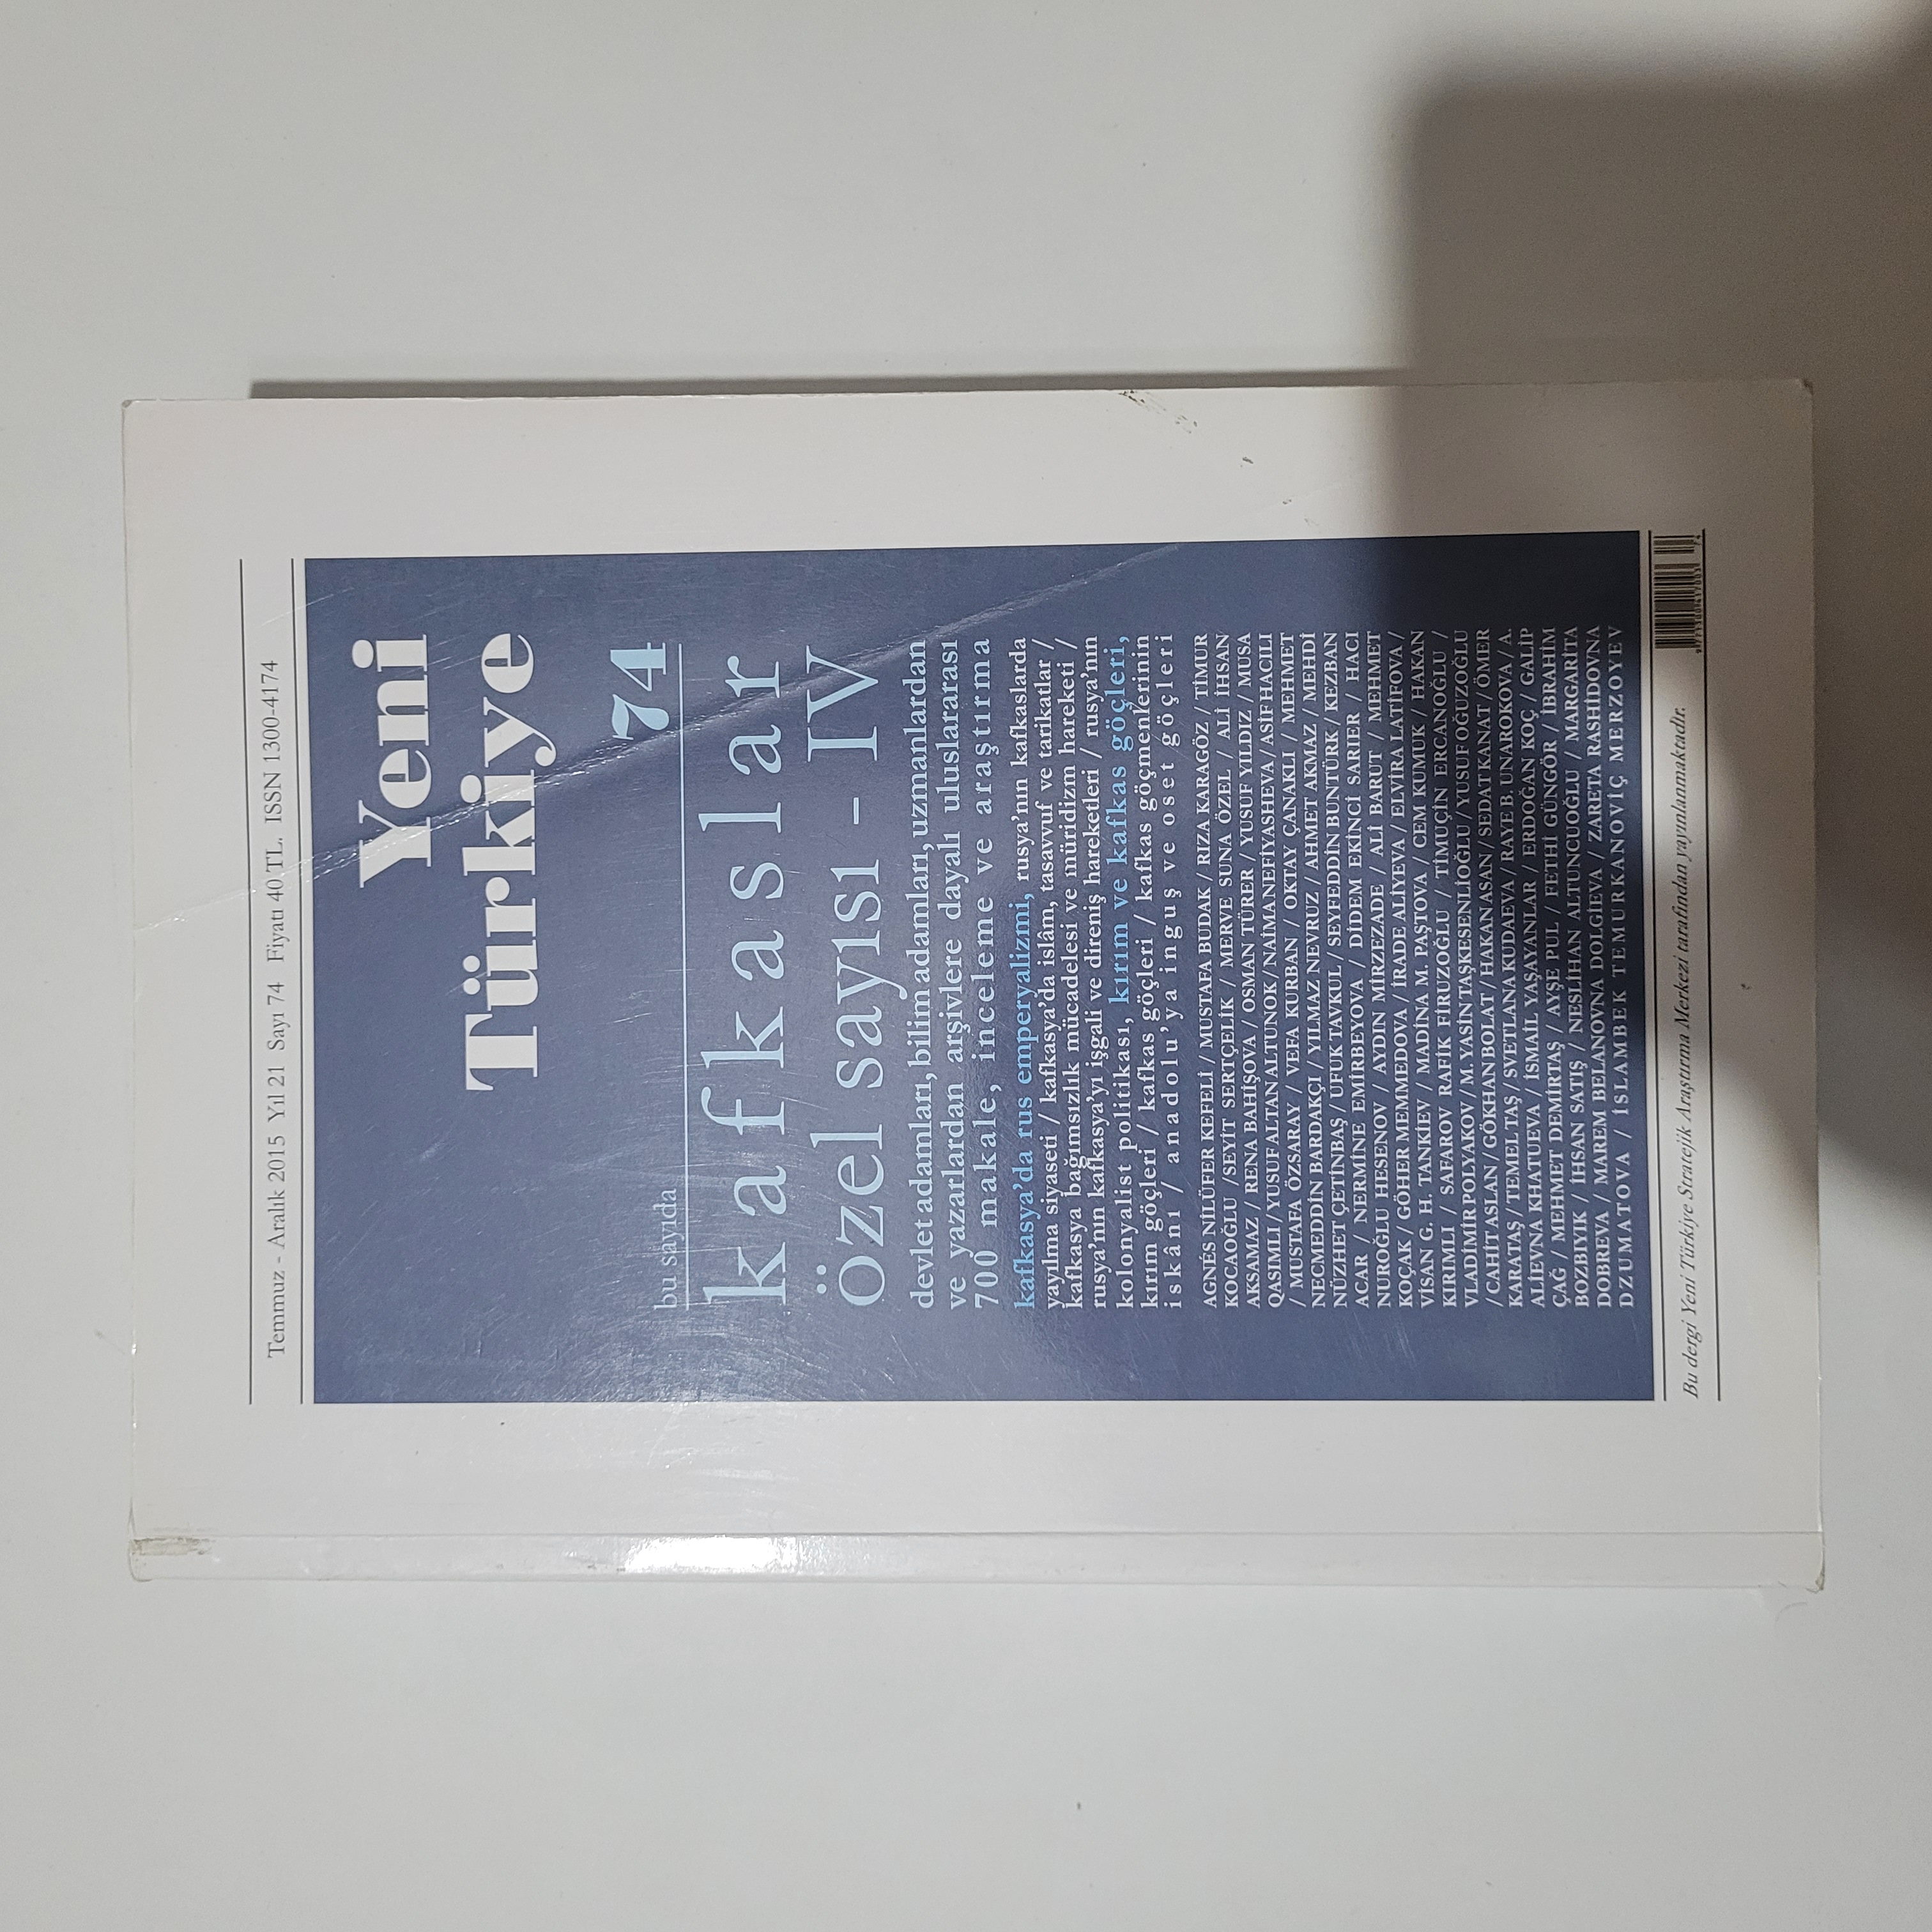 Temmuz - Aralık 2015 Yıl 21 Sayı 74 Fiyatı 40 TL. ISSN 1300-4174
Yeni
Türkiye
bu sayıda 74
kafkaslar
Özel sayısı - IV
devlet adamları, bilim adamları, uzmanlardan
ve yazarlardan arşivlere dayalı uluslararası
700 makale, inceleme ve araştırma
kafkasya'da rus emperyalizmi, rusya'nın kafkaslarda
yayılma siyaseti / kafkasya'da islâm, tasavvuf ve tarikatlar /
kafkasya bağımsızlık mücadelesi ve müridizm hareketi /
rusya'nın kafkasya'yı işgali ve direniş hareketleri / rusya'nın
kolonyalist politikası, kırım ve kafkas göçleri,
kırım göçleri / kafkas göçleri / kafkas göçmenlerinin
iskânı / anadolu'ya inguş ve oset göçleri
AGNÉS NİLÜFER KEFELİ / MUSTAFA BUDAK / RIZA KARAGÖZ / TİMUR
KOCAOĞLU / SEYİT SERTÇELİK / MERVE SUNA ÖZEL / ALİ İHSAN
AKSAMAZ / RENA BAHİŞOVA / OSMAN TÜRER / YUSUF YILDIZ / MUSA
QASIMLI / YUSUF ALTAN ALTUNOK / NAİMA NEFLYASHEVA / ASİF HACILI
/ MUSTAFA ÖZSARAY / VEFA KURBAN / OKTAY ÇANAKLI / MEHMET
NECMEDDİN BARDAKÇI / YILMAZ NEVRUZ / AHMET AKMAZ / MEHDİ
NÜZHET ÇETİNBAŞ / UFUK TAVKUL / SEYFEDDİN BUNTÜRK / KEZBAN
ACAR / NERMİNE EMİRBEYOVA / DİDEM EKİNCİ SARIER / HACI
NUROĞLU HESENOV / AYDIN MİRZEZADE / ALİ BARUT / MEHMET
KOÇAK / GÖHER MEMMEDOVA / İRADE ALİYEVA / ELVİRA LATİFOVA /
VİSAN G. H. TANKİEV / MADİNA M. PAŞTOVA / CEM KUMUK / HAKAN
KIRIMLI / SAFAROV RAFİK FİRUZOĞLU / TİMUÇİN ERCANOĞLU /
VLADİMİR POLYAKOV / M. YASİN TAŞKESENLİOĞLU / YUSUF OĞUZOĞLU
/ CAHİT ASLAN / GÖKHAN BOLAT / HAKAN ASAN / SEDAT KANAT / ÖMER
KARATAŞ / TEMEL TAŞ / SVETLANA KUDAEVA / RAYE B. UNAROKOVA / A.
ALİEVNA KHATUEVA / İSMAİL YAŞAYANLAR / ERDOĞAN KOÇ / GALIP
ÇAĞ / MEHMET DEMİRTAŞ / AYŞE PUL / FETHİ GÜNGÖR / İBRAHİM
BOZBIYIK / İHSAN SATIŞ / NESLİHAN ALTUNCUOĞLU / MARGARİTA
DOBREVA / MAREM BELANOVNA DOLGİEVA / ZARETA RASHİDOVNA
DZUMATOVA / İSLAMBEK TEMURKANOVİÇ MERZOYEV
Bu dergi Yeni Türkiye Stratejik Araştırma Merkezi tarafından yayınlanmaktadır.